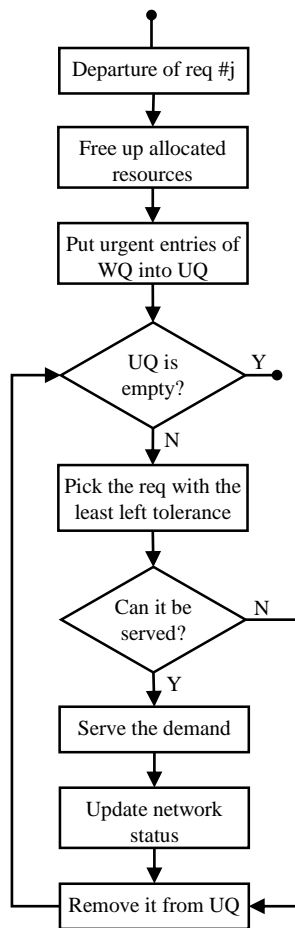 Departure of req #j
Free up allocated
resources
Put urgent entries of
WQ into UQ
UQ is
empty?
Y
N
Pick the req with the
least left tolerance
Can it be
served?
N
Y
Serve the demand
Update network
status
Remove it from UQ